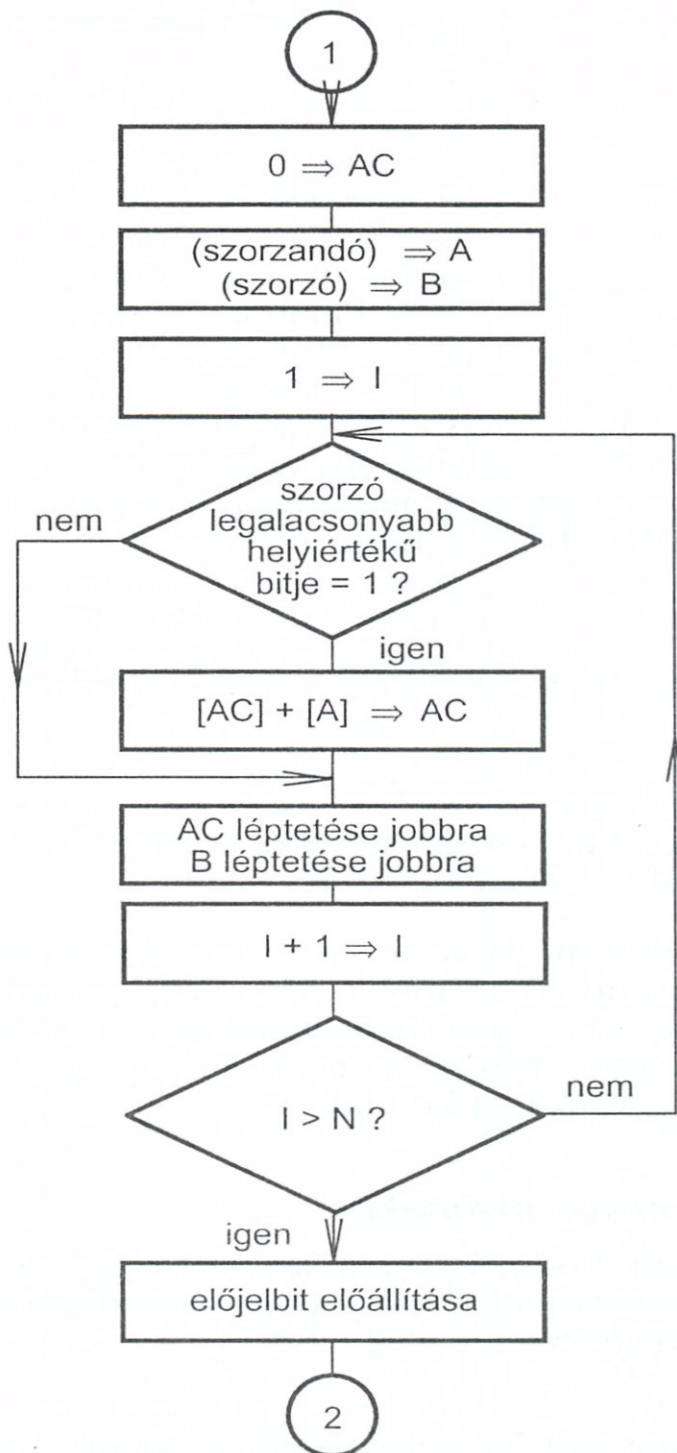 1
0 ⇒ AC
(szorzandó) ⇒ A
(szorzó) ⇒ B
1 ⇒ I
szorzó
legalacsonyabb
helyiértékű
bitje = 1 ?
nem
igen
[AC] + [A] ⇒ AC
AC léptetése jobbra
B léptetése jobbra
I + 1 ⇒ I
I > N ?
nem
igen
előjelbit előállítása
2